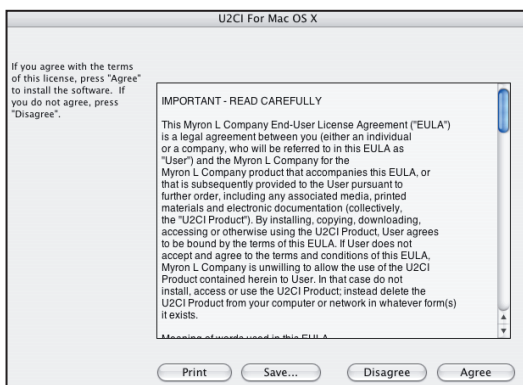 U2CI For Mac OS X
If you agree with the terms
of this license, press "Agree"
to install the software.  If
you do not agree, press
"Disagree".
IMPORTANT - READ CAREFULLY
This Myron L Company End-User License Agreement ("EULA")
is a legal agreement between you (either an individual
or a company, who will be referred to in this EULA as
"User") and the Myron L Company for the
Myron L Company product that accompanies this EULA, or
that is subsequently provided to the User pursuant to
further order, including any associated media, printed
materials and electronic documentation (collectively,
the "U2CI Product"). By installing, copying, downloading,
accessing or otherwise using the U2CI Product, User agrees
to be bound by the terms of this EULA. If User does not
accept and agree to the terms and conditions of this EULA,
Myron L Company is unwilling to allow the use of the U2CI
Product contained herein to User. In that case do not
install, access or use the U2CI Product; instead delete the
U2CI Product from your computer or network in whatever form(s)
it exists.
Meaning of words used in this EULA
Print
Save...
Disagree
Agree